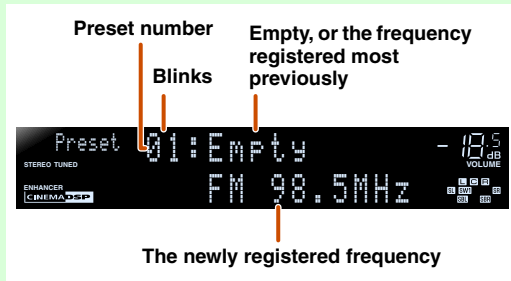 Preset number
Empty, or the frequency
registered most
previously
Blinks
Preset 01:Empty -18.5
dB
STEREO TUNED
VOLUME
ENHANCER
CINEMA DSP
FM 98.5MHz
L C R
SL SW1 SR
SBL SBR
The newly registered frequency